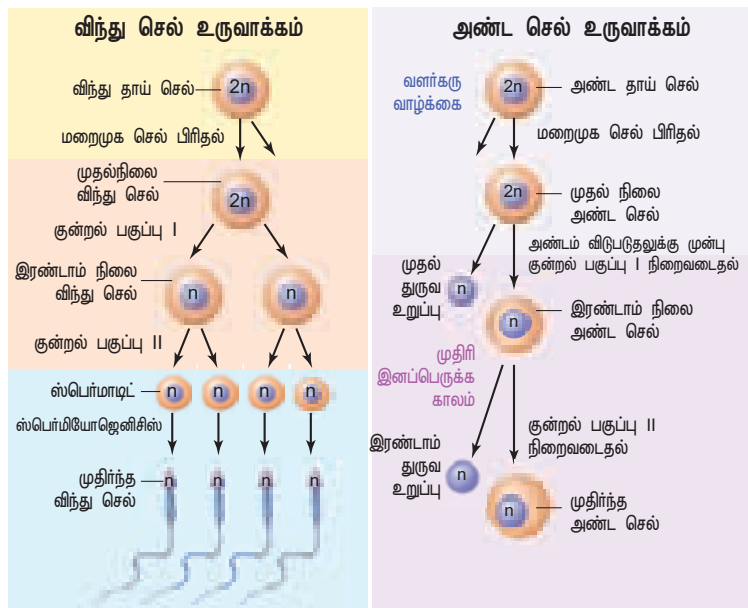 விந்து செல் உருவாக்கம்
விந்து தாய் செல்
2n
மறைமுக செல் பிரிதல்
முதல்நிலை
விந்து செல்
2n
குன்றல் பகுப்பு I
இரண்டாம் நிலை
விந்து செல்
n
n
குன்றல் பகுப்பு II
ஸ்பெர்மாடிட்
n
n
n
n
ஸ்பெர்மியோஜெனிசிஸ்
முதிர்ந்த
விந்து செல்
n
n
n
n
அண்ட செல் உருவாக்கம்
வளர்கரு
வாழ்க்கை
2n
அண்ட தாய் செல்
மறைமுக செல் பிரிதல்
2n
முதல் நிலை
அண்ட செல்
அண்டம் விடுபடுதலுக்கு முன்பு
குன்றல் பகுப்பு I நிறைவடைதல்
முதல்
துருவ
உறுப்பு
n
n
இரண்டாம் நிலை
அண்ட செல்
முதிரி
இனப்பெருக்க
காலம்
குன்றல் பகுப்பு II
நிறைவடைதல்
இரண்டாம்
துருவ
உறுப்பு
n
n
முதிர்ந்த
அண்ட செல்